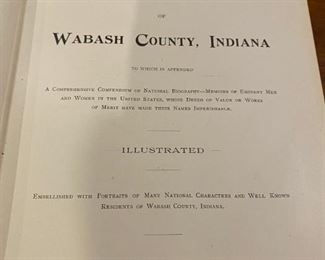 OF
WABASH COUNTY, INDIANA
TO WHICH IS APPENDED
A COMPREHENSIVE COMPENDIUM OF NATIONAL BIOGRAPHY—MEMOIRS OF EMINENT MEN
AND WOMEN IN THE UNITED STATES, WHOSE DEEDS OF VALOR OR WORKS
OF MERIT HAVE MADE THEIR NAMES IMPERISHABLE.
ILLUSTRATED
EMBELLISHED WITH PORTRAITS OF MANY NATIONAL CHARACTERS AND WELL KNOWN
RESIDENTS OF WABASH COUNTY, INDIANA.